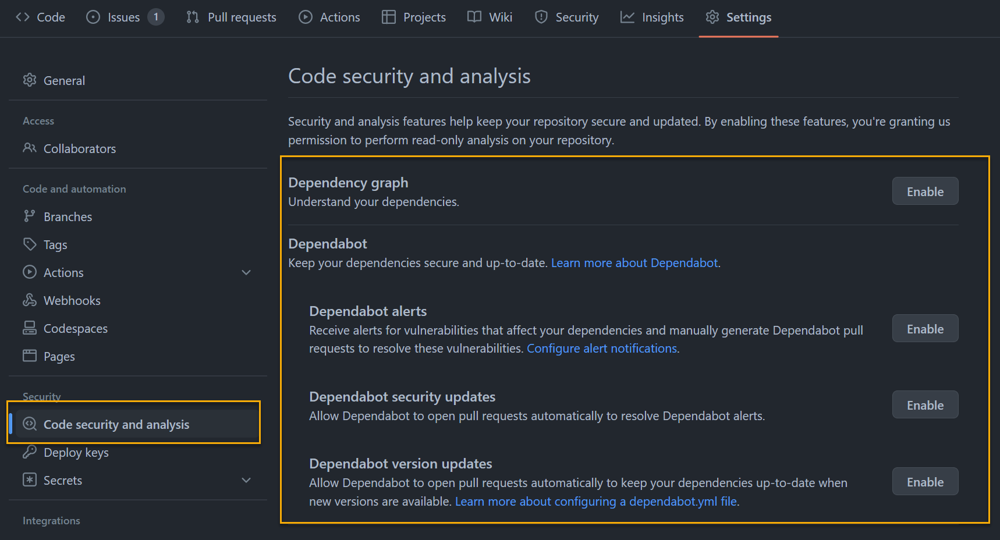 Code Issues 1 Pull requests Actions Projects Wiki Security Insights Settings
General
Access
Collaborators
Code and automation
Branches
Tags
Actions
Webhooks
Codespaces
Pages
Security
Code security and analysis
Deploy keys
Secrets
Integrations
Code security and analysis
Security and analysis features help keep your repository secure and updated. By enabling these features, you're granting us
permission to perform read-only analysis on your repository.
Dependency graph
Understand your dependencies.
Enable
Dependabot
Keep your dependencies secure and up-to-date. Learn more about Dependabot.
Dependabot alerts
Receive alerts for vulnerabilities that affect your dependencies and manually generate Dependabot pull
requests to resolve these vulnerabilities. Configure alert notifications.
Enable
Dependabot security updates
Allow Dependabot to open pull requests automatically to resolve Dependabot alerts.
Enable
Dependabot version updates
Allow Dependabot to open pull requests automatically to keep your dependencies up-to-date when
new versions are available. Learn more about configuring a dependabot.yml file.
Enable